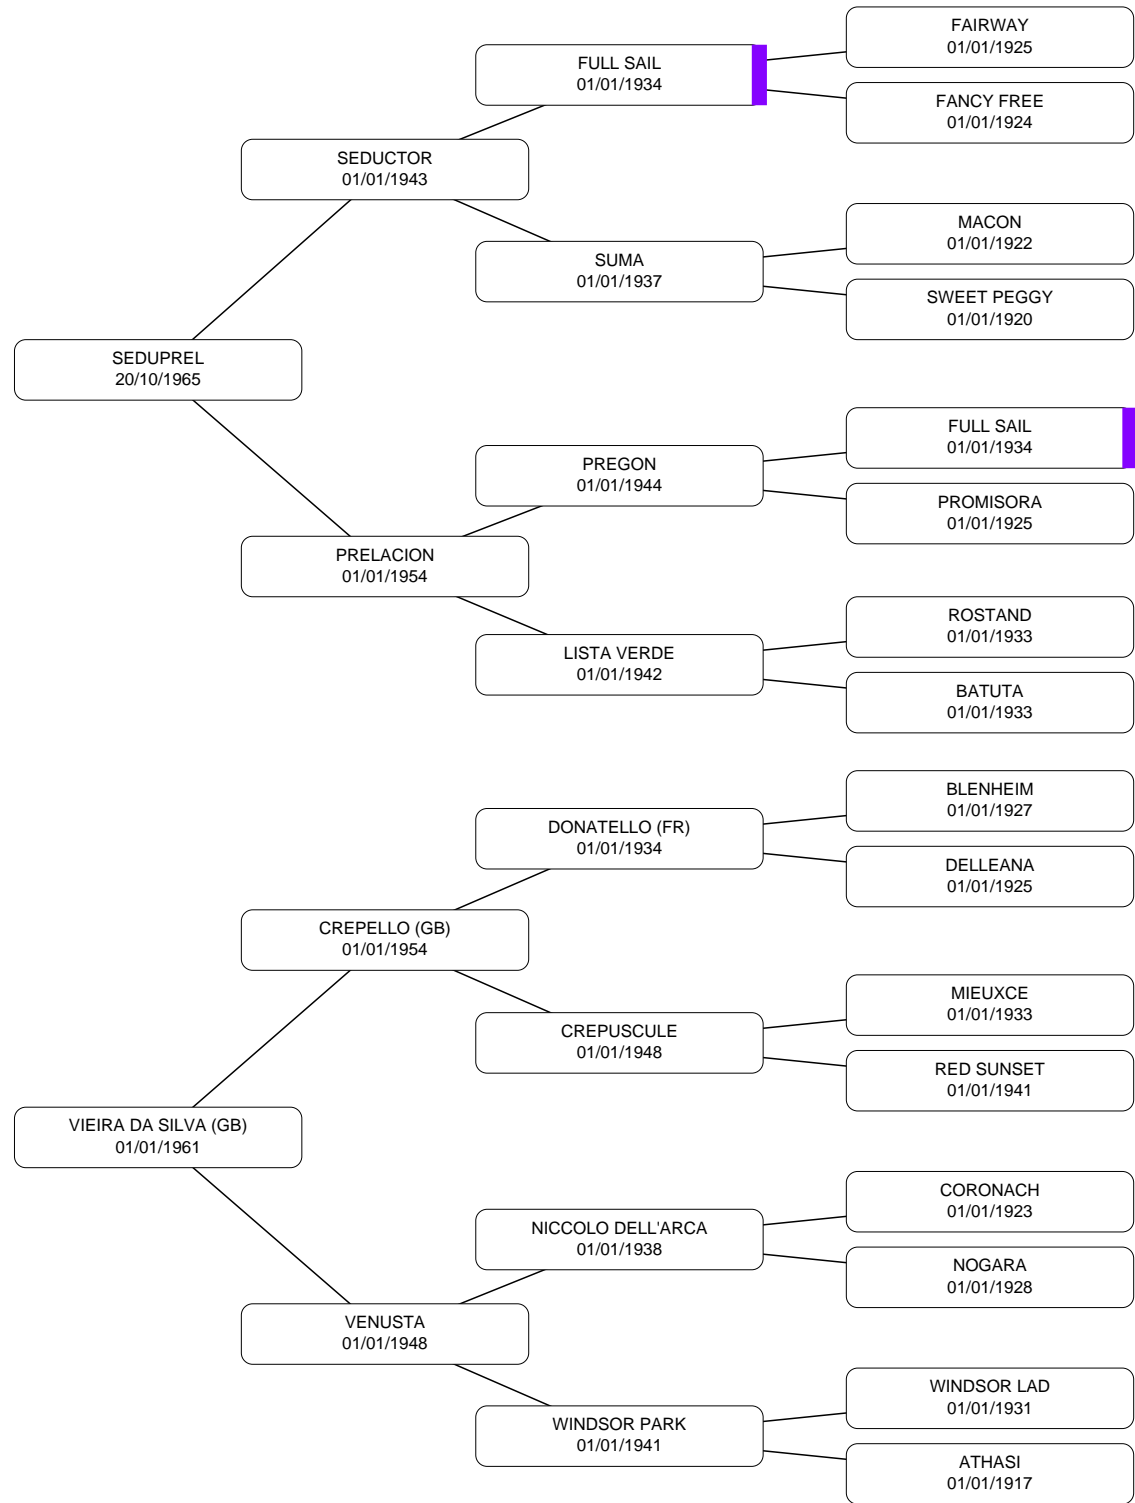 FAIRWAY
01/01/1925
FULL SAIL
01/01/1934
FANCY FREE
01/01/1924
SEDUCTOR
01/01/1943
MACON
01/01/1922
SUMA
01/01/1937
SWEET PEGGY
01/01/1920
SEDUPREL
20/10/1965
FULL SAIL
01/01/1934
PREGON
01/01/1944
PROMISORA
01/01/1925
PRELACION
01/01/1954
ROSTAND
01/01/1933
LISTA VERDE
01/01/1942
BATUTA
01/01/1933
BLENHEIM
01/01/1927
DONATELLO (FR)
01/01/1934
DELLEANA
01/01/1925
CREPELLO (GB)
01/01/1954
MIEUXCE
01/01/1933
CREPUSCULE
01/01/1948
RED SUNSET
01/01/1941
VIEIRA DA SILVA (GB)
01/01/1961
CORONACH
01/01/1923
NICCOLO DELL'ARCA
01/01/1938
NOGARA
01/01/1928
VENUSTA
01/01/1948
WINDSOR LAD
01/01/1931
WINDSOR PARK
01/01/1941
ATHASI
01/01/1917